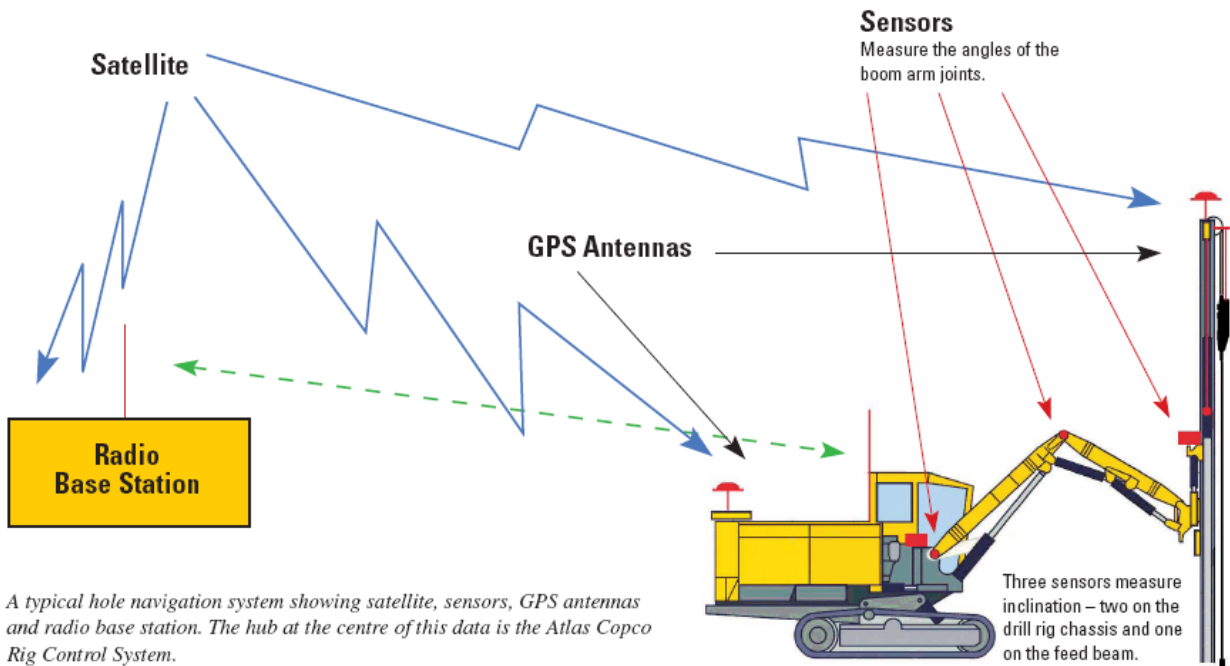 Sensors
Measure the angles of the
boom arm joints.
Satellite
GPS Antennas
Radio
Base Station
Three sensors measure
inclination – two on the
drill rig chassis and one
on the feed beam.
A typical hole navigation system showing satellite, sensors, GPS antennas
and radio base station. The hub at the centre of this data is the Atlas Copco
Rig Control System.